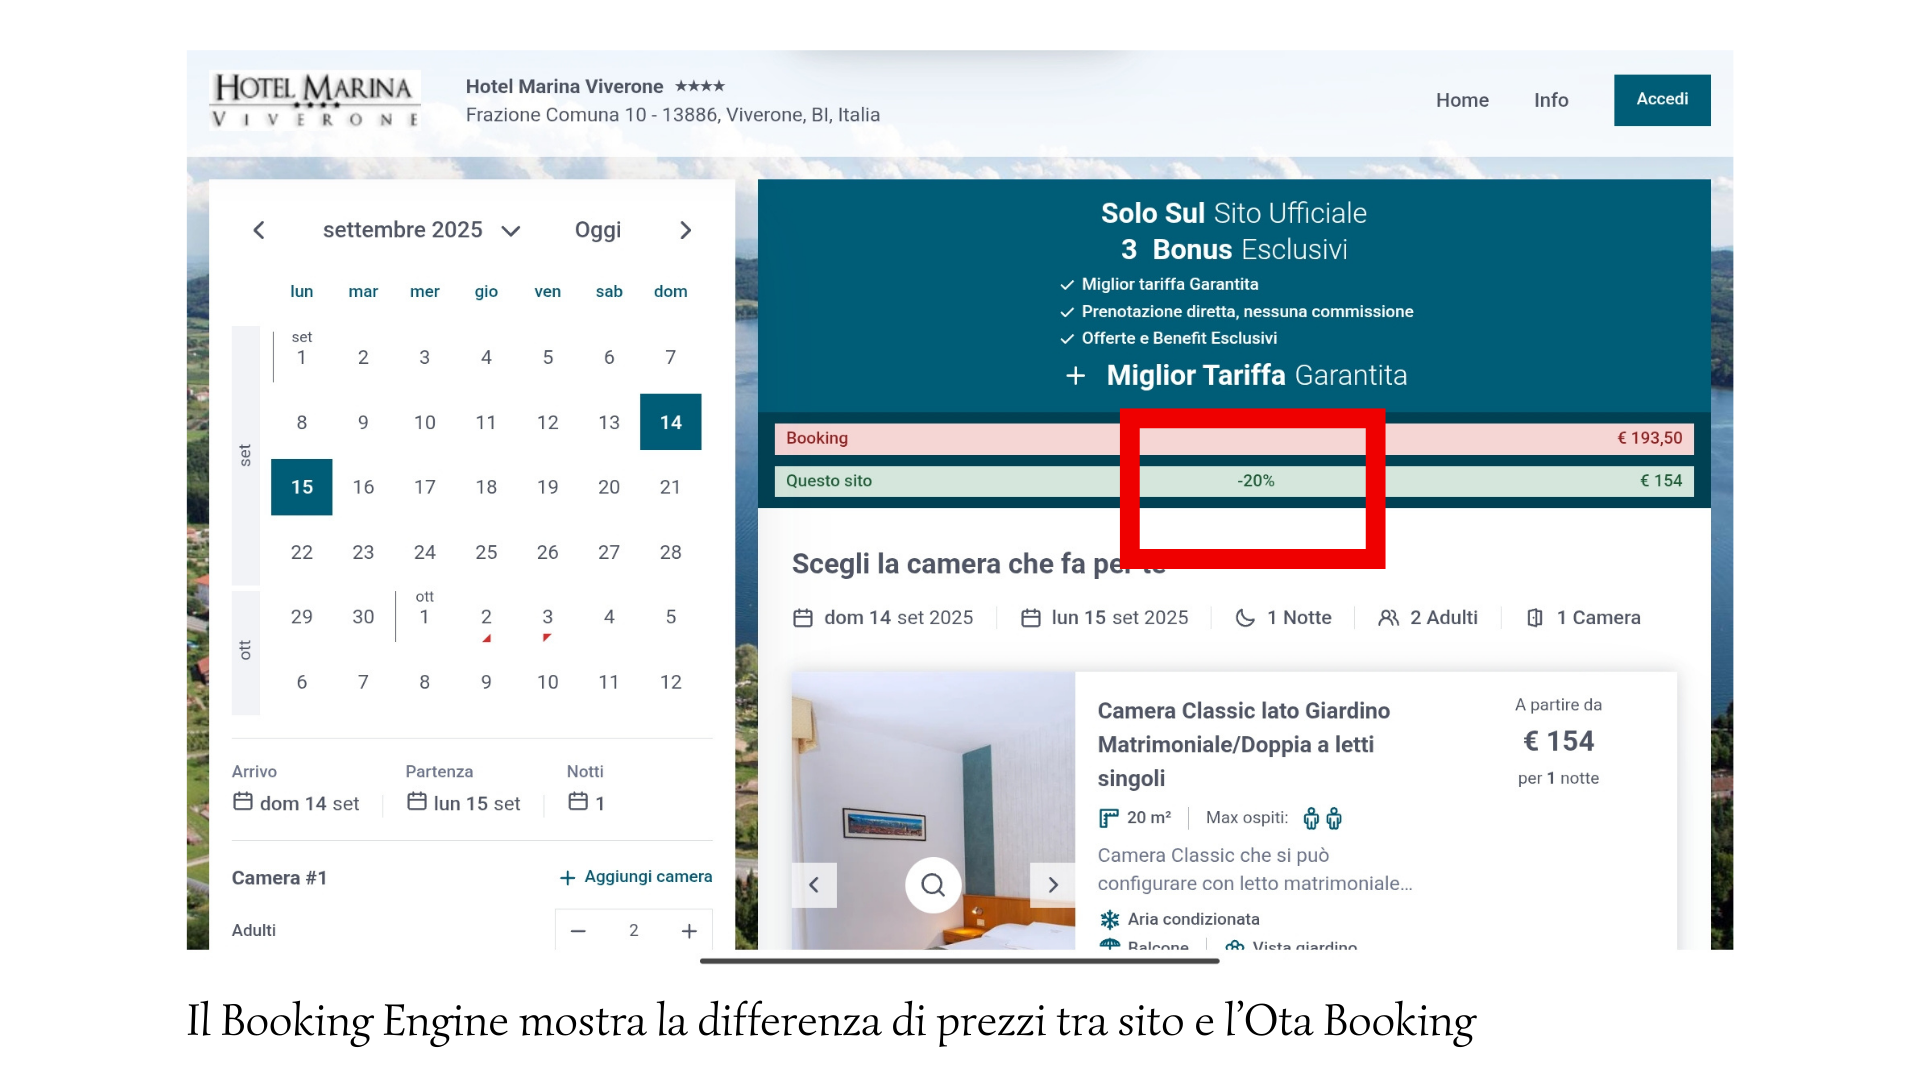 HOTEL MARINA
VIVERONE
Hotel Marina Viverone ★★★★
Frazione Comuna 10 - 13886, Viverone, BI, Italia
Home Info Accedi
settembre 2025 Oggi
lun mar mer gio ven sab dom
set
set
1 2 3 4 5 6 7
8 9 10 11 12 13 14
15 16 17 18 19 20 21
22 23 24 25 26 27 28
ott
ott
29 30 1 2 3 4 5
6 7 8 9 10 11 12
Arrivo Partenza Notti
dom 14 set lun 15 set 1
Camera #1 + Aggiungi camera
Adulti − 2 +
Solo Sul Sito Ufficiale
3 Bonus Esclusivi
✓ Miglior tariffa Garantita
✓ Prenotazione diretta, nessuna commissione
✓ Offerte e Benefit Esclusivi
+ Miglior Tariffa Garantita
Booking € 193,50
Questo sito -20% € 154
Scegli la camera che fa per te
dom 14 set 2025 lun 15 set 2025 1 Notte 2 Adulti 1 Camera
Camera Classic lato Giardino
Matrimoniale/Doppia a letti
singoli
A partire da
€ 154
per 1 notte
20 m² Max ospiti:
Camera Classic che si può
configurare con letto matrimoniale...
Aria condizionata
Balcone Vista giardino
Il Booking Engine mostra la differenza di prezzi tra sito e l’Ota Booking